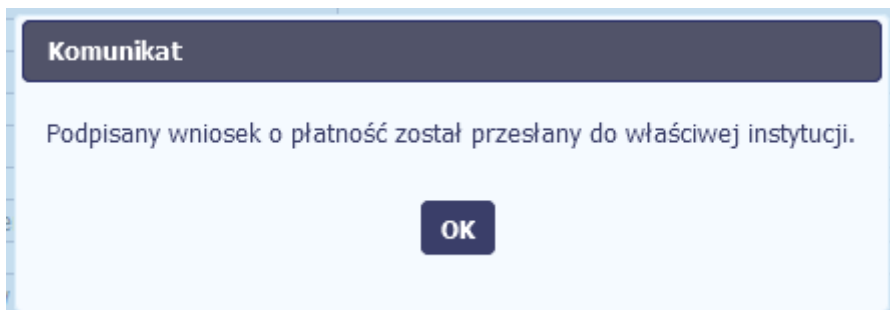 Komunikat
Podpisany wniosek o płatność został przesłany do właściwej instytucji.
OK